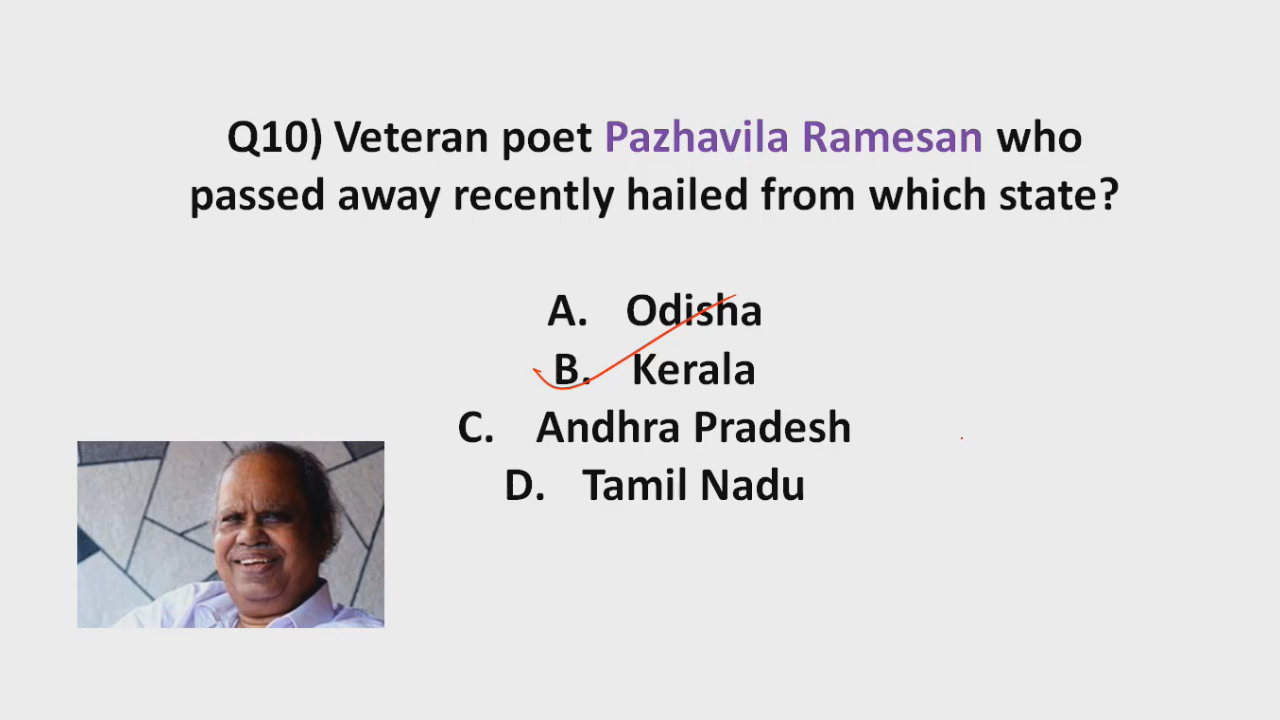 Q10) Veteran poet Pazhavila Ramesan who
passed away recently hailed from which state?
A. Odisha
B. Kerala
C. Andhra Pradesh
D. Tamil Nadu